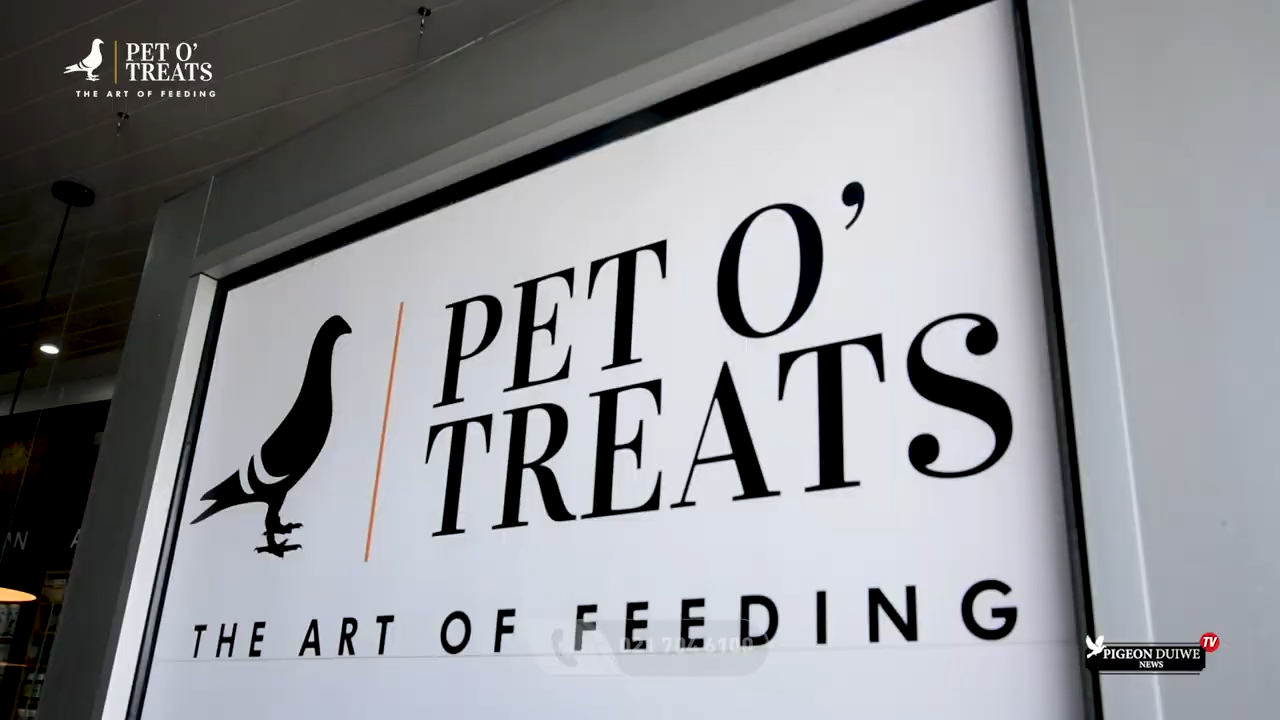 PET O'
TREATS
THE ART OF FEEDING
PET O'
TREATS
THE ART OF FEEDING
TV
PIGEON DUIWE
NEWS